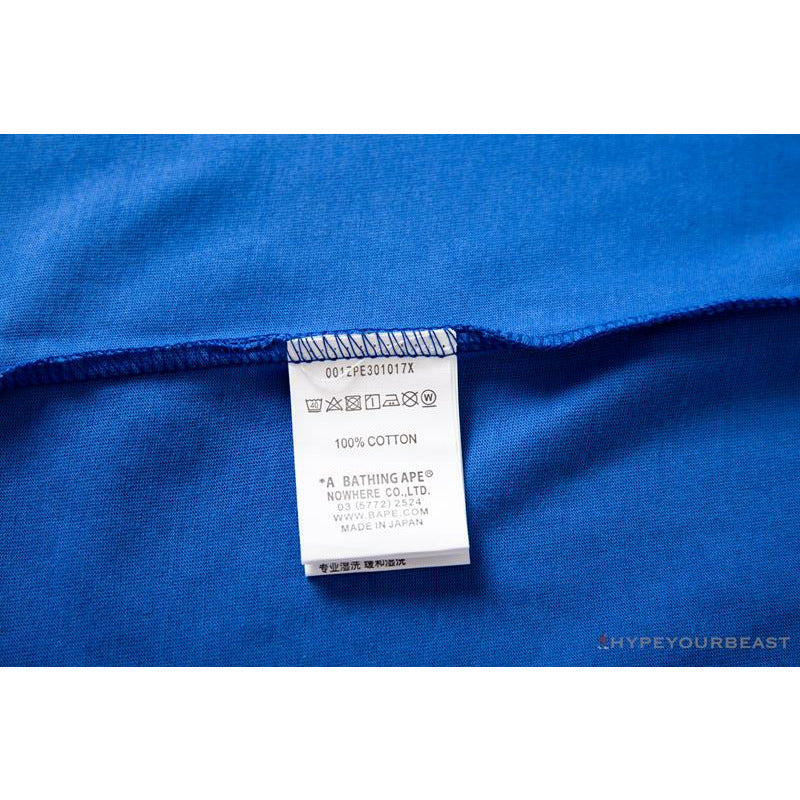 001ZPE301017X
40
100% COTTON
*A BATHING APE®
NOWHERE CO.,LTD.
03 (5772) 2524
WWW.BAPE.COM
MADE IN JAPAN
专业湿洗 缓和湿洗
HYPEYOURBEAST